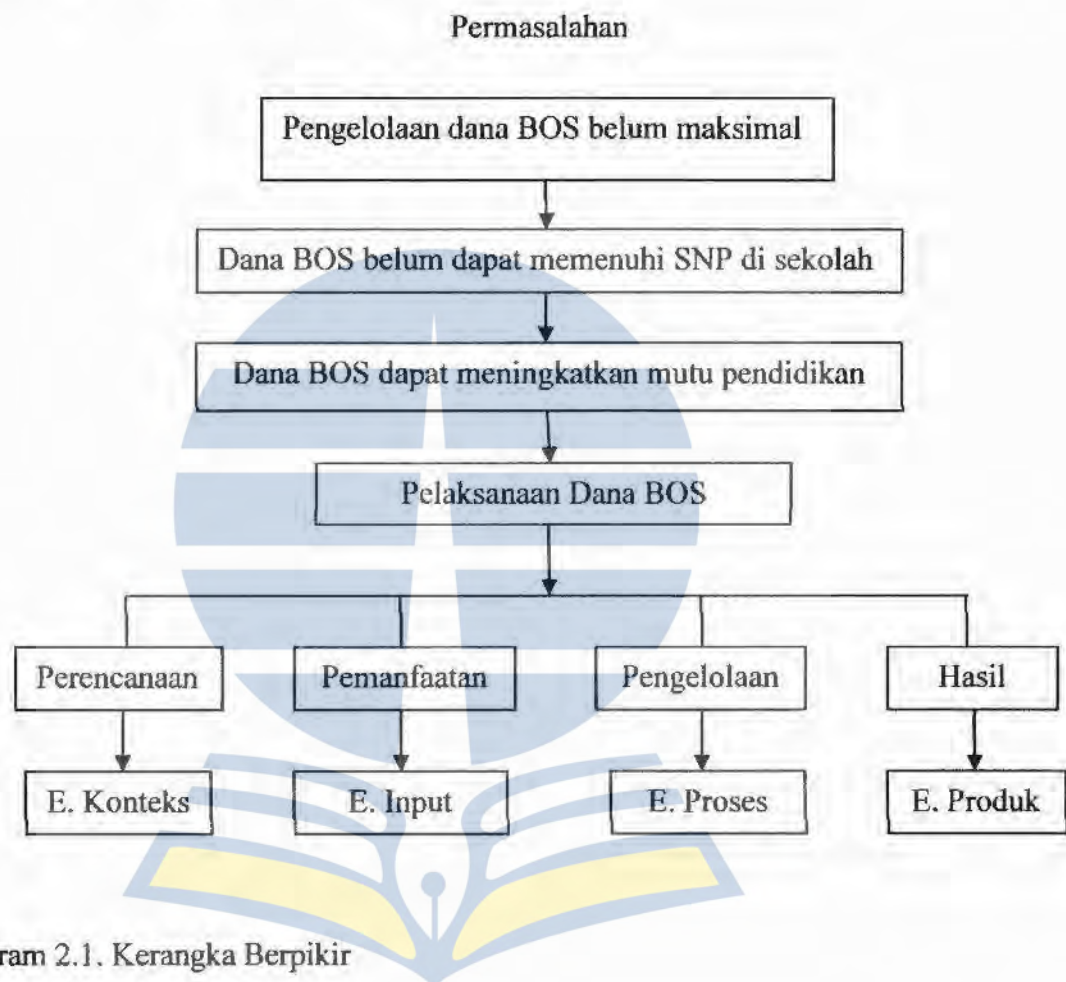 Permasalahan
Pengelolaan dana BOS belum maksimal
Dana BOS belum dapat memenuhi SNP di sekolah
Dana BOS dapat meningkatkan mutu pendidikan
Pelaksanaan Dana BOS
Perencanaan Pemanfaatan Pengelolaan Hasil
E. Konteks E. Input E. Proses E. Produk
ram 2.1. Kerangka Berpikir